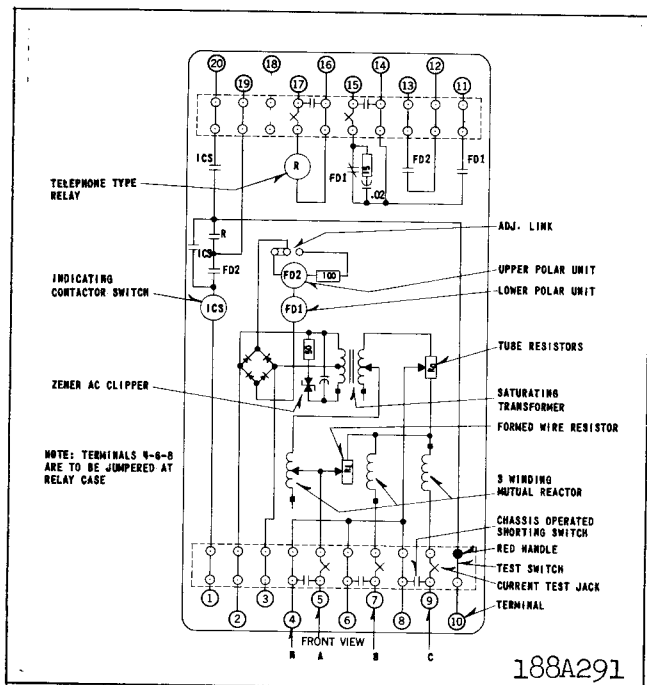 20
19
18
17
16
15
14
13
12
11
ICS
TELEPHONE TYPE
RELAY
R
FD1
.02
FD2
FD1
R
ICS
FD2
ADJ. LINK
INDICATING
CONTACTOR SWITCH
ICS
FD2
100
UPPER POLAR UNIT
FD1
LOWER POLAR UNIT
TUBE RESISTORS
ZENER AC CLIPPER
SATURATING
TRANSFORMER
FORMED WIRE RESISTOR
NOTE: TERMINALS 4-6-8
ARE TO BE JUMPERED AT
RELAY CASE
3 WINDING
MUTUAL REACTOR
CHASSIS OPERATED
SHORTING SWITCH
RED HANDLE
TEST SWITCH
CURRENT TEST JACK
TERMINAL
1
2
3
4
5
6
7
8
9
10
FRONT VIEW
N
A
B
C
188A291